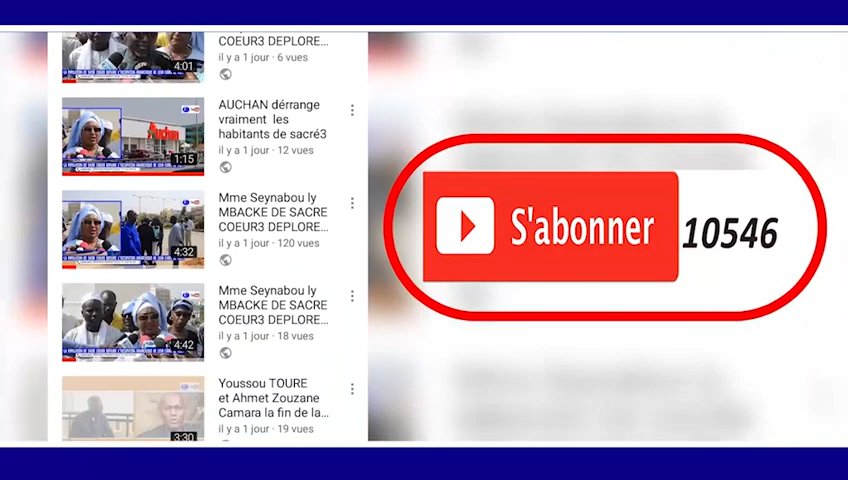 COEUR3 DEPLORE...
il y a 1 jour · 6 vues
4:01
AUCHAN dérrange
vraiment les
habitants de sacré3
il y a 1 jour · 12 vues
Auchan
1:15
Mme Seynabou ly
MBACKE DE SACRE
COEUR3 DEPLORE...
il y a 1 jour · 120 vues
4:32
Mme Seynabou ly
MBACKE DE SACRE
COEUR3 DEPLORE...
il y a 1 jour · 18 vues
4:42
Youssou TOURE
et Ahmet Zouzane
Camara la fin de la...
il y a 1 jour · 19 vues
3:30
S'abonner 10546